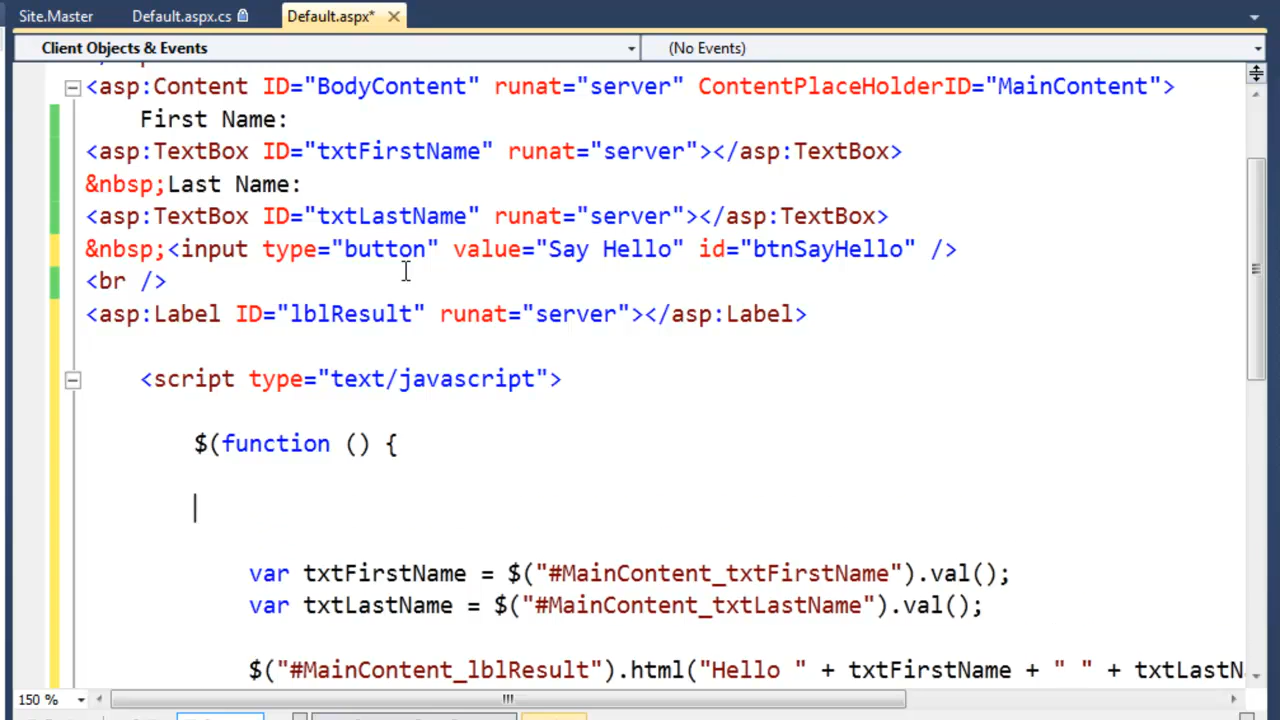 Site.Master Default.aspx.cs Default.aspx*
Client Objects & Events (No Events)
<asp:Content ID="BodyContent" runat="server" ContentPlaceHolderID="MainContent">
First Name:
<asp:TextBox ID="txtFirstName" runat="server"></asp:TextBox>
&nbsp;Last Name:
<asp:TextBox ID="txtLastName" runat="server"></asp:TextBox>
&nbsp;<input type="button" value="Say Hello" id="btnSayHello" />
<br />
<asp:Label ID="lblResult" runat="server"></asp:Label>
<script type="text/javascript">
$(function () {
var txtFirstName = $("#MainContent_txtFirstName").val();
var txtLastName = $("#MainContent_txtLastName").val();
$("#MainContent_lblResult").html("Hello " + txtFirstName + " " + txtLastN
150 %